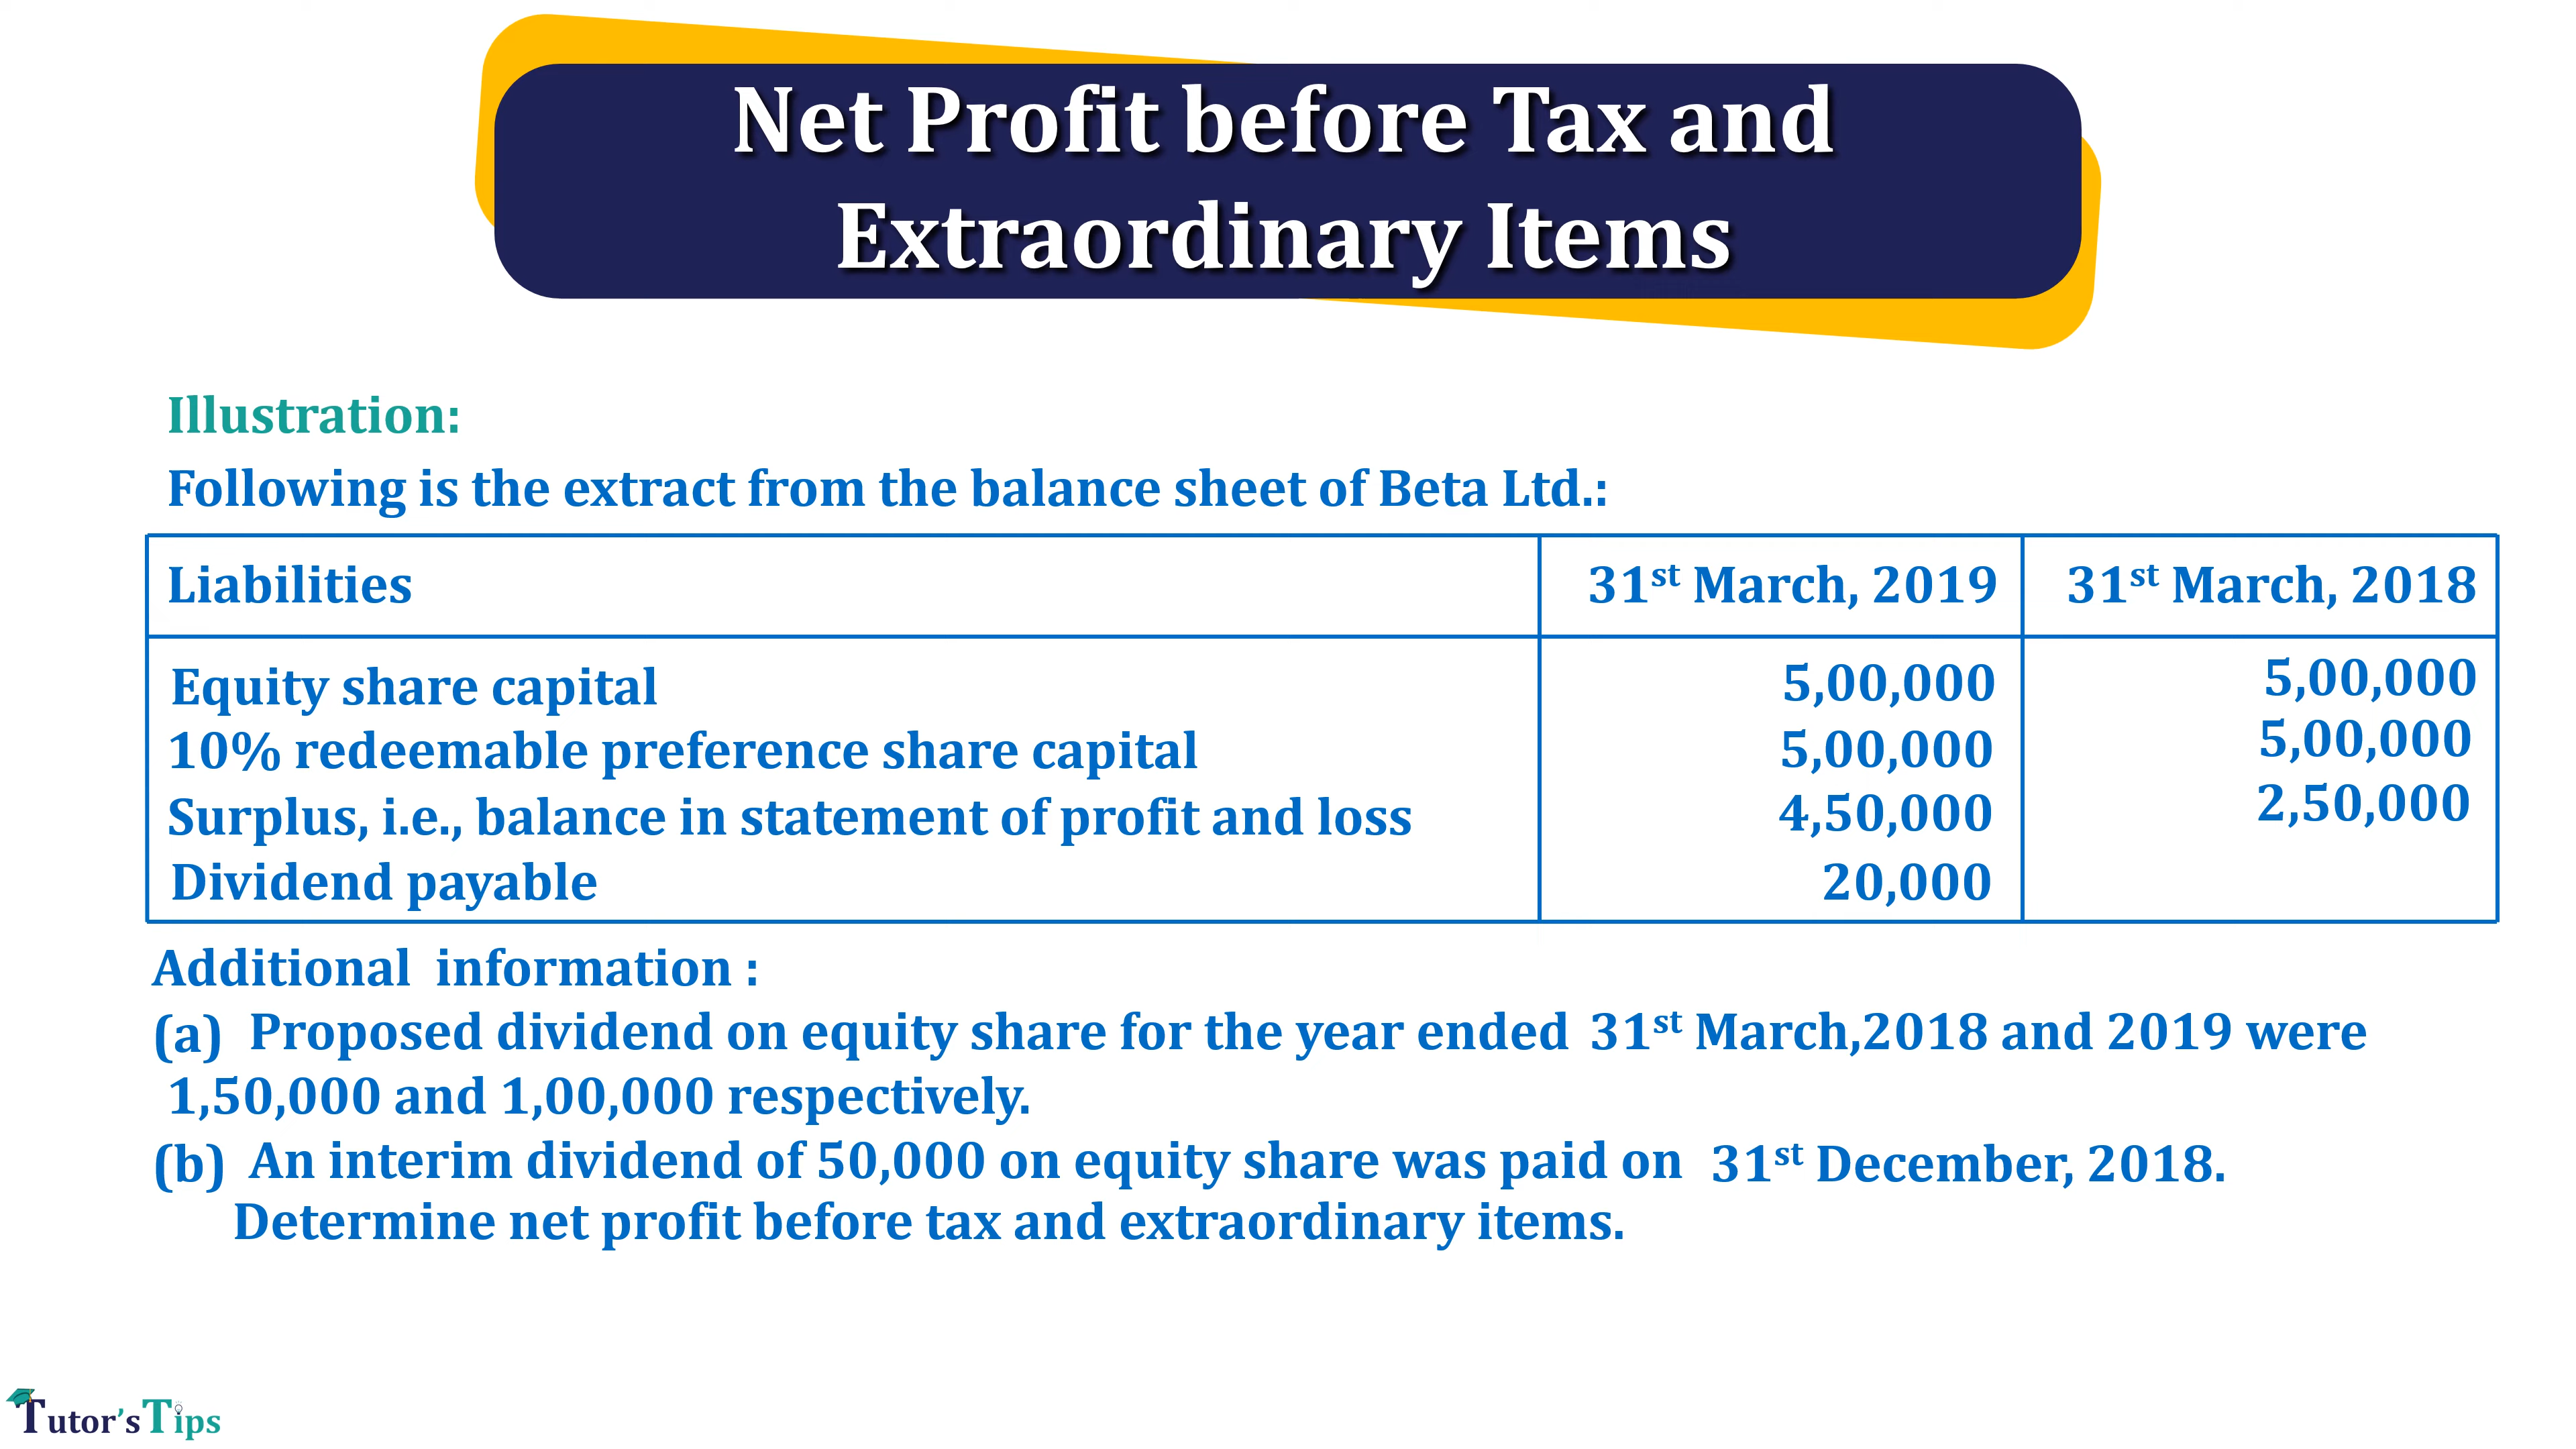 Net Profit before Tax and
Extraordinary Items
Illustration:
Following is the extract from the balance sheet of Beta Ltd.:
Liabilities 31st March, 2019 31st March, 2018
Equity share capital 5,00,000 5,00,000
10% redeemable preference share capital 5,00,000 5,00,000
Surplus, i.e., balance in statement of profit and loss 4,50,000 2,50,000
Dividend payable 20,000
Additional information :
(a) Proposed dividend on equity share for the year ended 31st March,2018 and 2019 were
1,50,000 and 1,00,000 respectively.
(b) An interim dividend of 50,000 on equity share was paid on 31st December, 2018.
Determine net profit before tax and extraordinary items.
Tutor'sTips